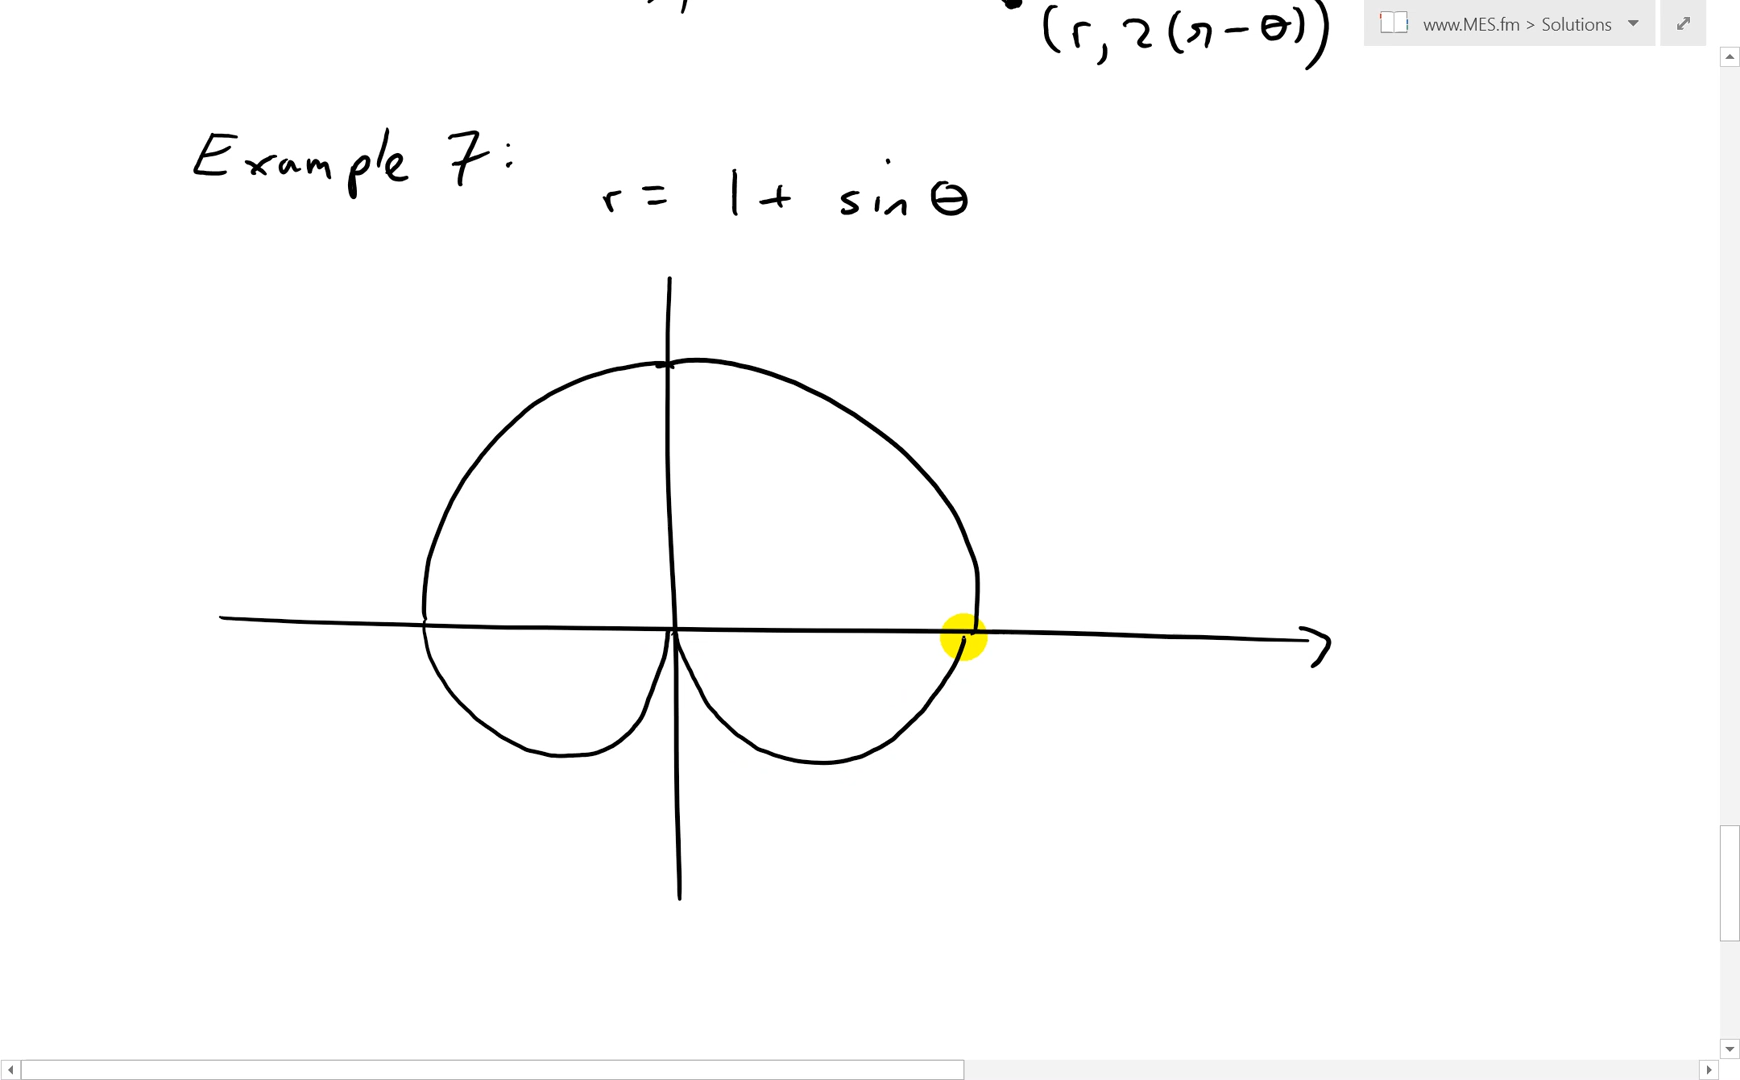 (r, 2(π-θ))
www.MES.fm > Solutions
Example 7:
r = 1 + sin θ